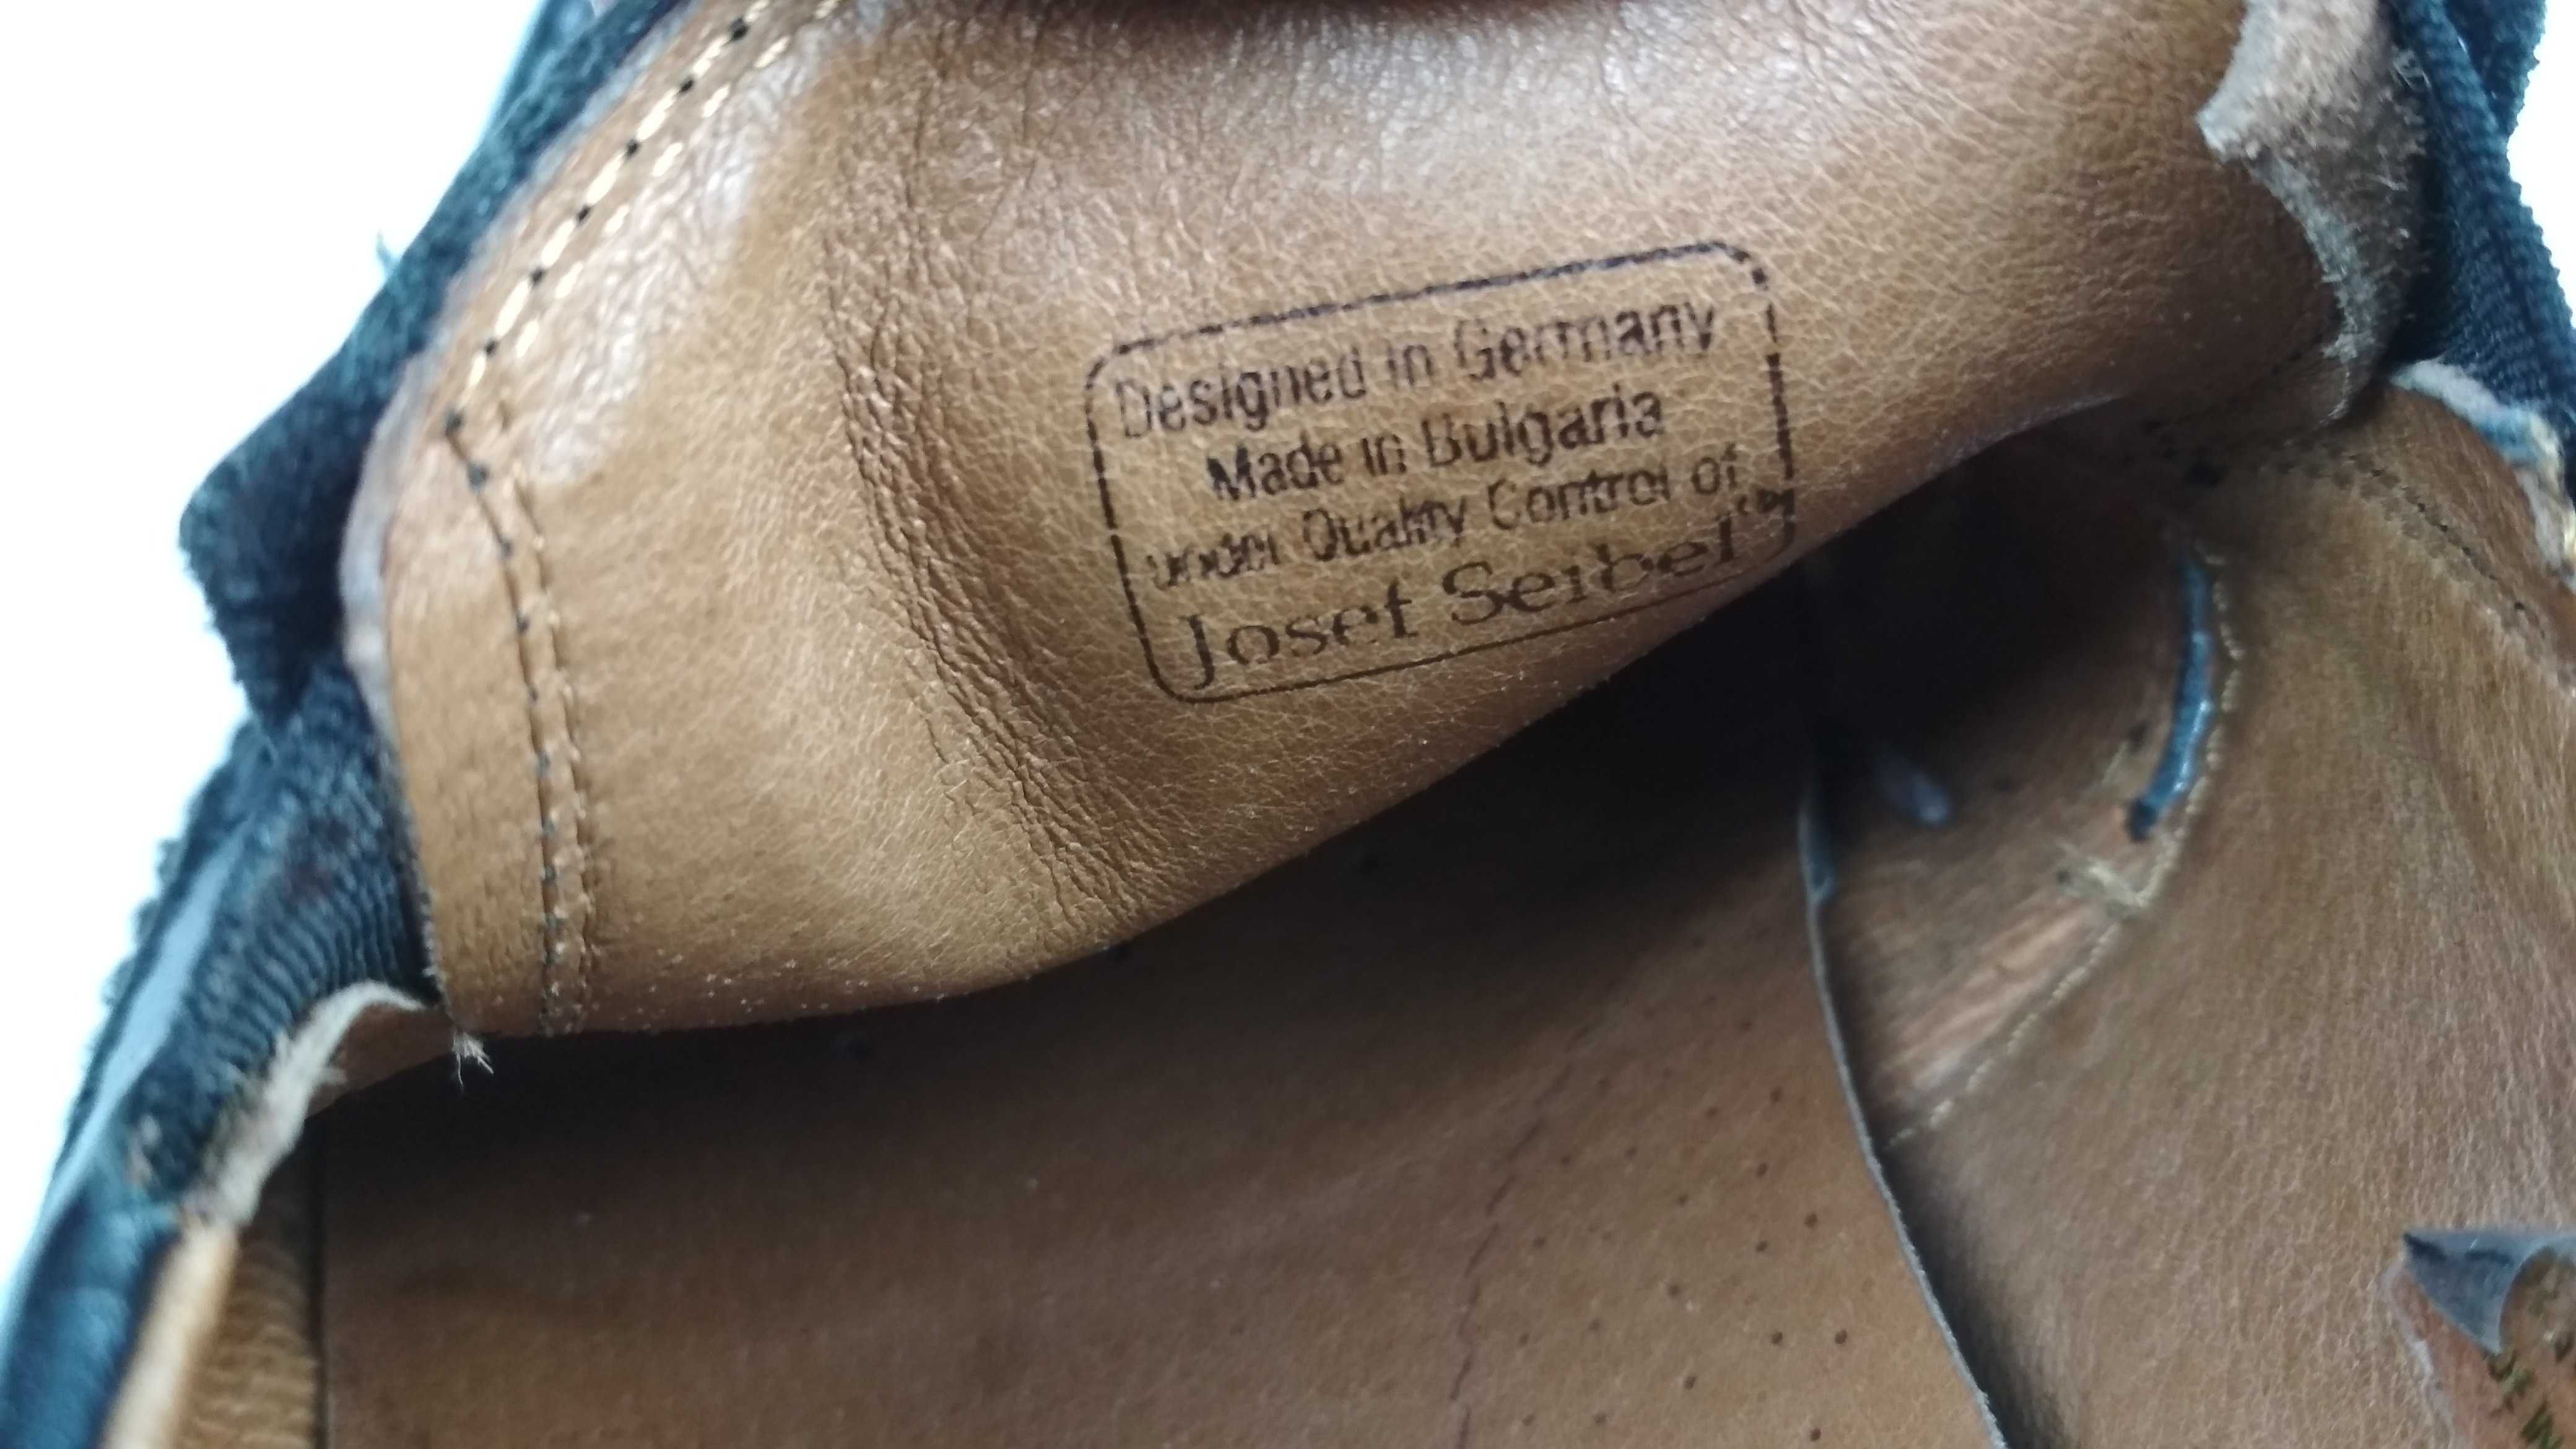 Designed in Germany
Made in Bulgaria
under Quality Control of
Josef Seibel